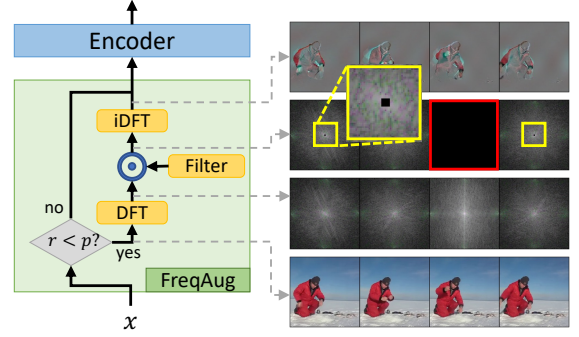 Encoder
iDFT
Filter
no
DFT
r < p?
yes
FreqAug
x